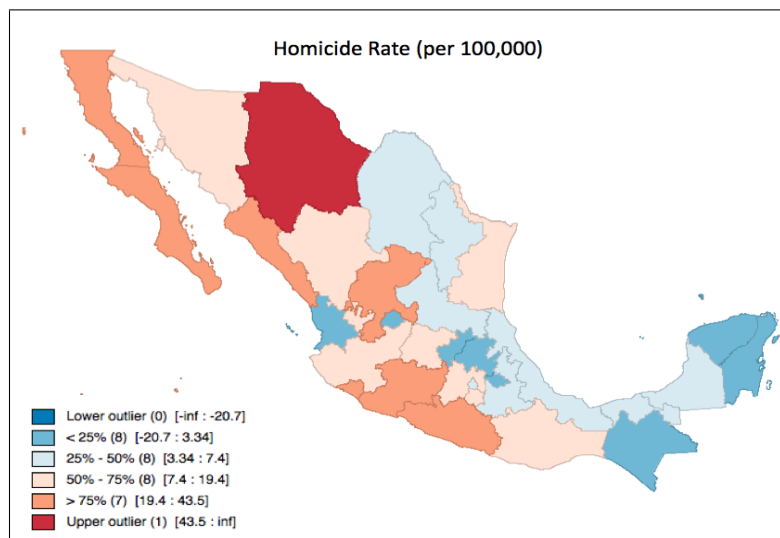 Homicide Rate (per 100,000)
Lower outlier (0) [-inf : -20.7]
< 25% (8) [-20.7 : 3.34]
25% - 50% (8) [3.34 : 7.4]
50% - 75% (8) [7.4 : 19.4]
> 75% (7) [19.4 : 43.5]
Upper outlier (1) [43.5 : inf]